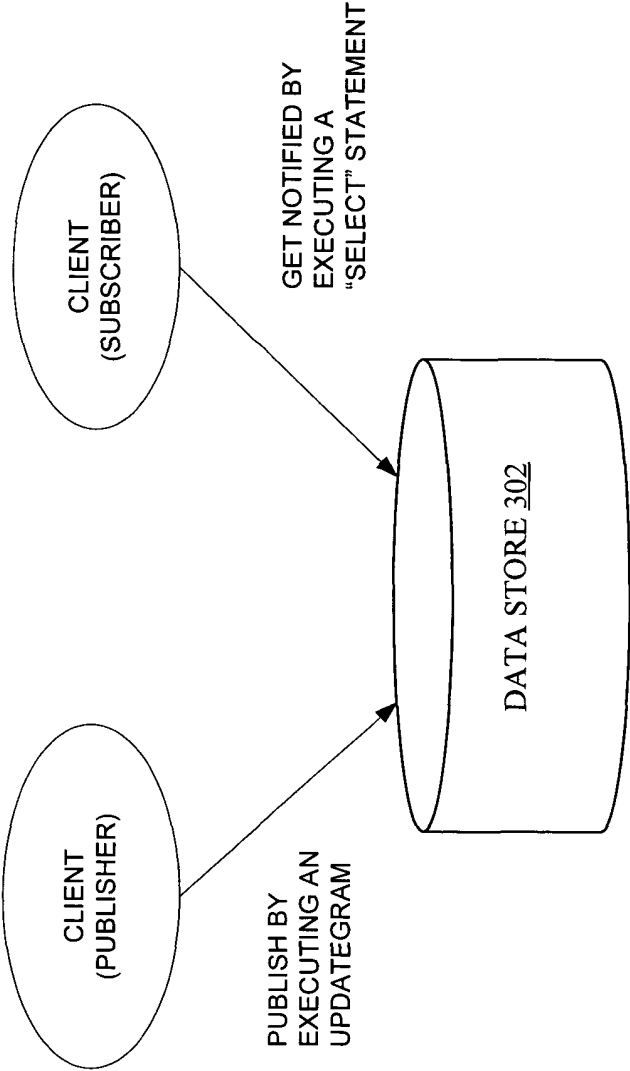 CLIENT
(PUBLISHER)
CLIENT
(SUBSCRIBER)
PUBLISH BY
EXECUTING AN
UPDATEGRAM
GET NOTIFIED BY
EXECUTING A
“SELECT” STATEMENT
DATA STORE 302